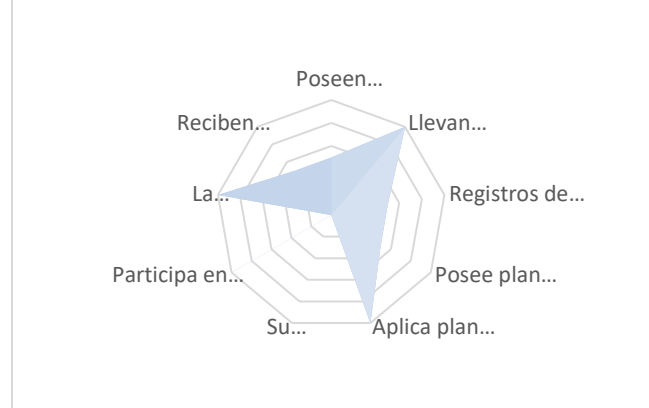 Poseen...
Llevan...
Registros de...
Posee plan...
Aplica plan...
Su...
Participa en...
La...
Reciben...